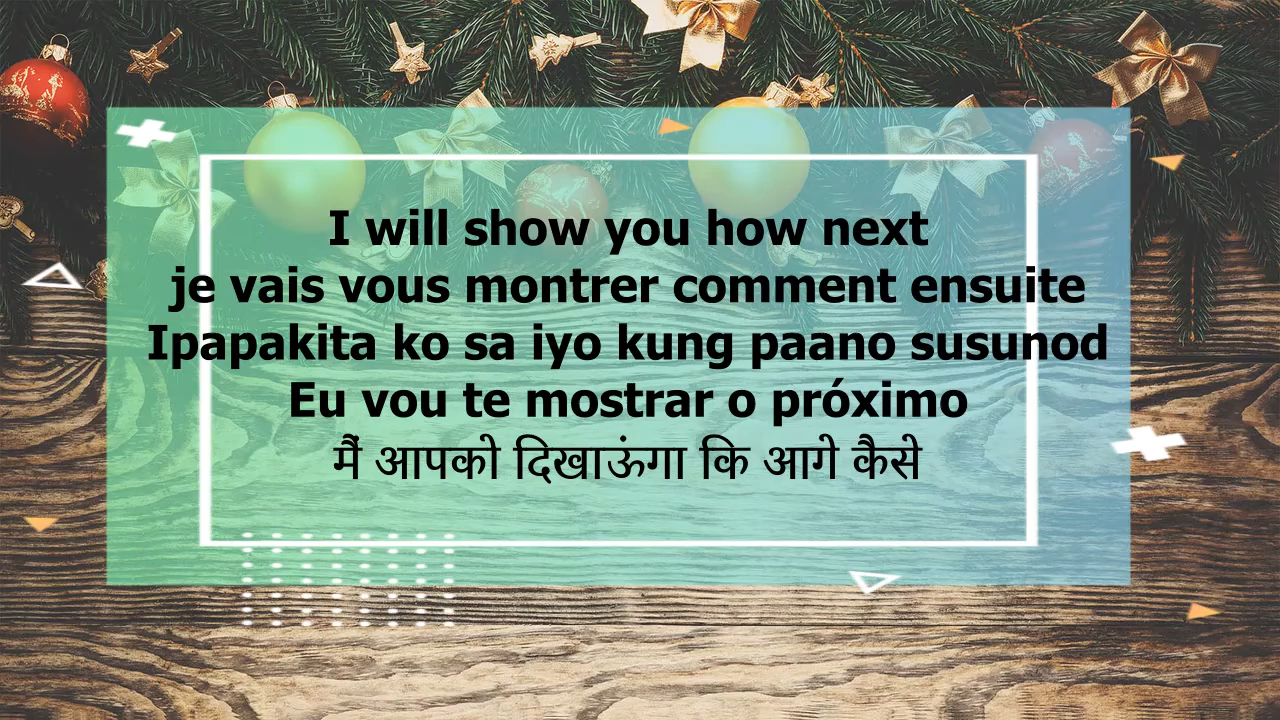 I will show you how next
je vais vous montrer comment ensuite
Ipapakita ko sa iyo kung paano susunod
Eu vou te mostrar o próximo
मैं आपको दिखाऊंगा कि आगे कैसे